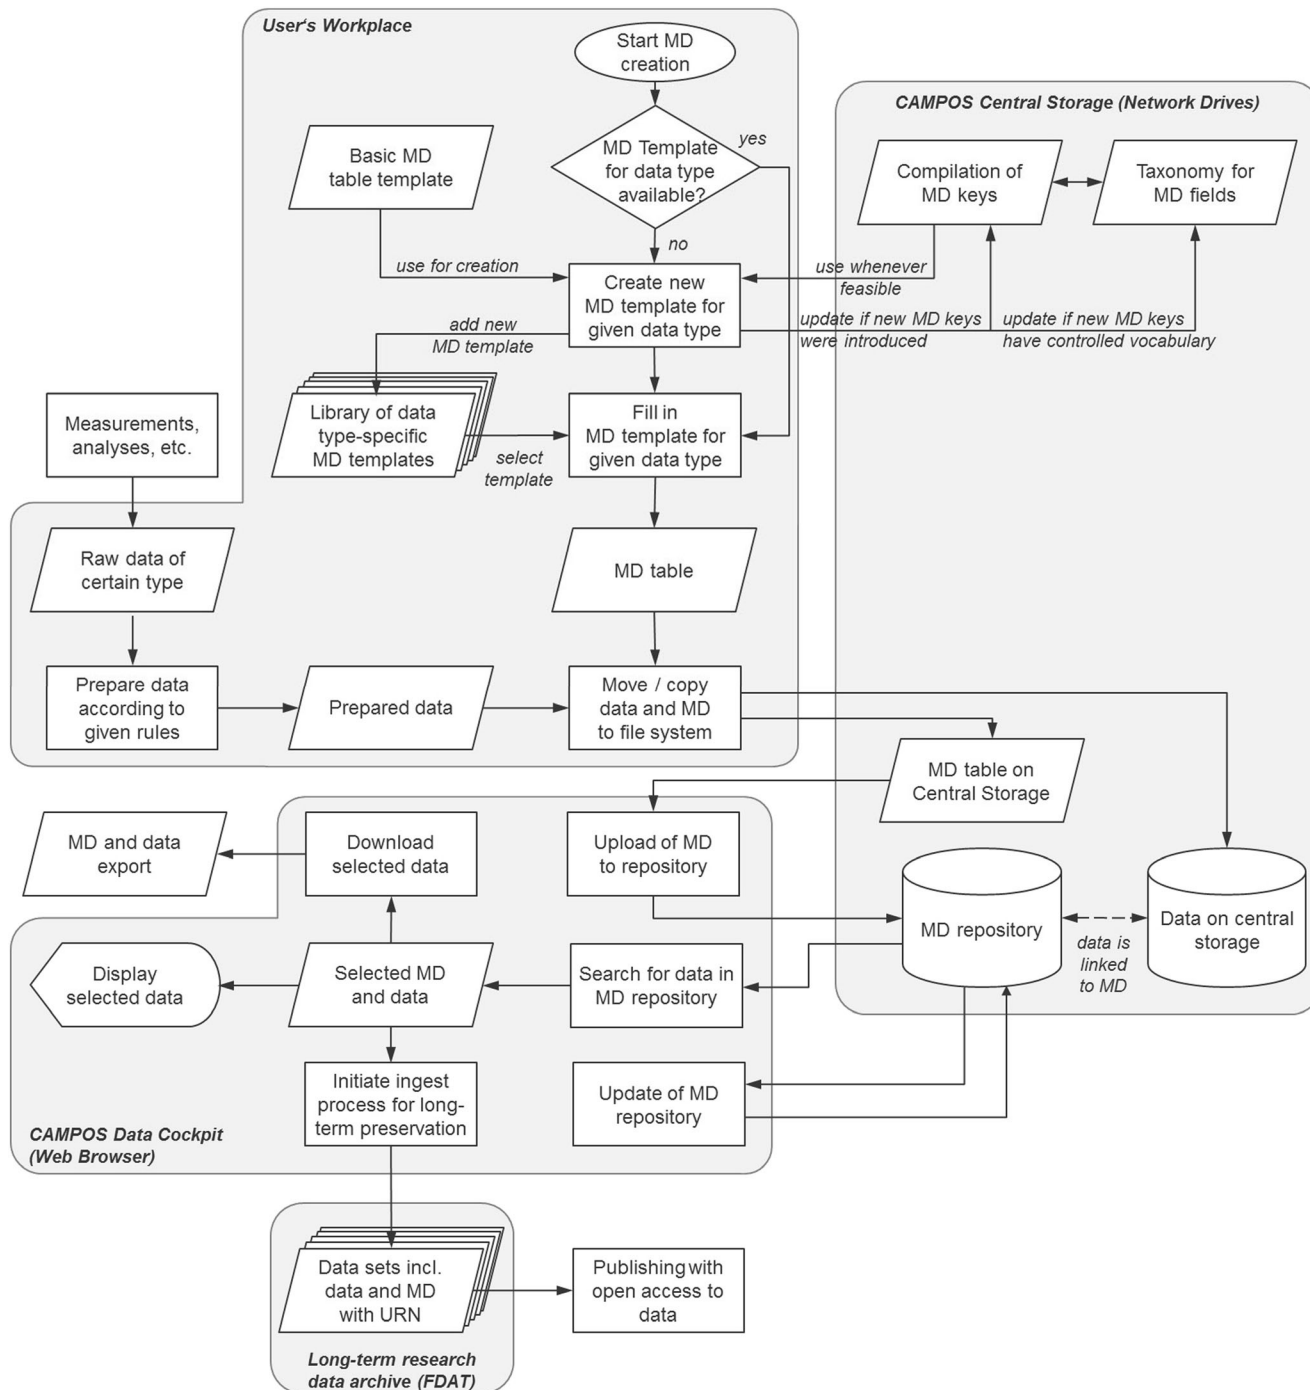 User's Workplace
Start MD
creation
CAMPOS Central Storage (Network Drives)
Basic MD
table template
MD Template
for data type
available?
yes
no
Compilation of
MD keys
Taxonomy for
MD fields
use for creation
Create new
MD template for
given data type
use whenever
feasible
add new
MD template
update if new MD keys
were introduced
update if new MD keys
have controlled vocabulary
Measurements,
analyses, etc.
Library of data
type-specific
MD templates
select
template
Fill in
MD template for
given data type
Raw data of
certain type
MD table
Prepare data
according to
given rules
Prepared data
Move / copy
data and MD
to file system
MD table on
Central Storage
MD and data
export
Download
selected data
Upload of MD
to repository
MD repository
data is
linked
to MD
Data on central
storage
Display
selected data
Selected MD
and data
Search for data in
MD repository
Initiate ingest
process for long-
term preservation
Update of MD
repository
CAMPOS Data Cockpit
(Web Browser)
Data sets incl.
data and MD
with URN
Publishing with
open access to
data
Long-term research
data archive (FDAT)